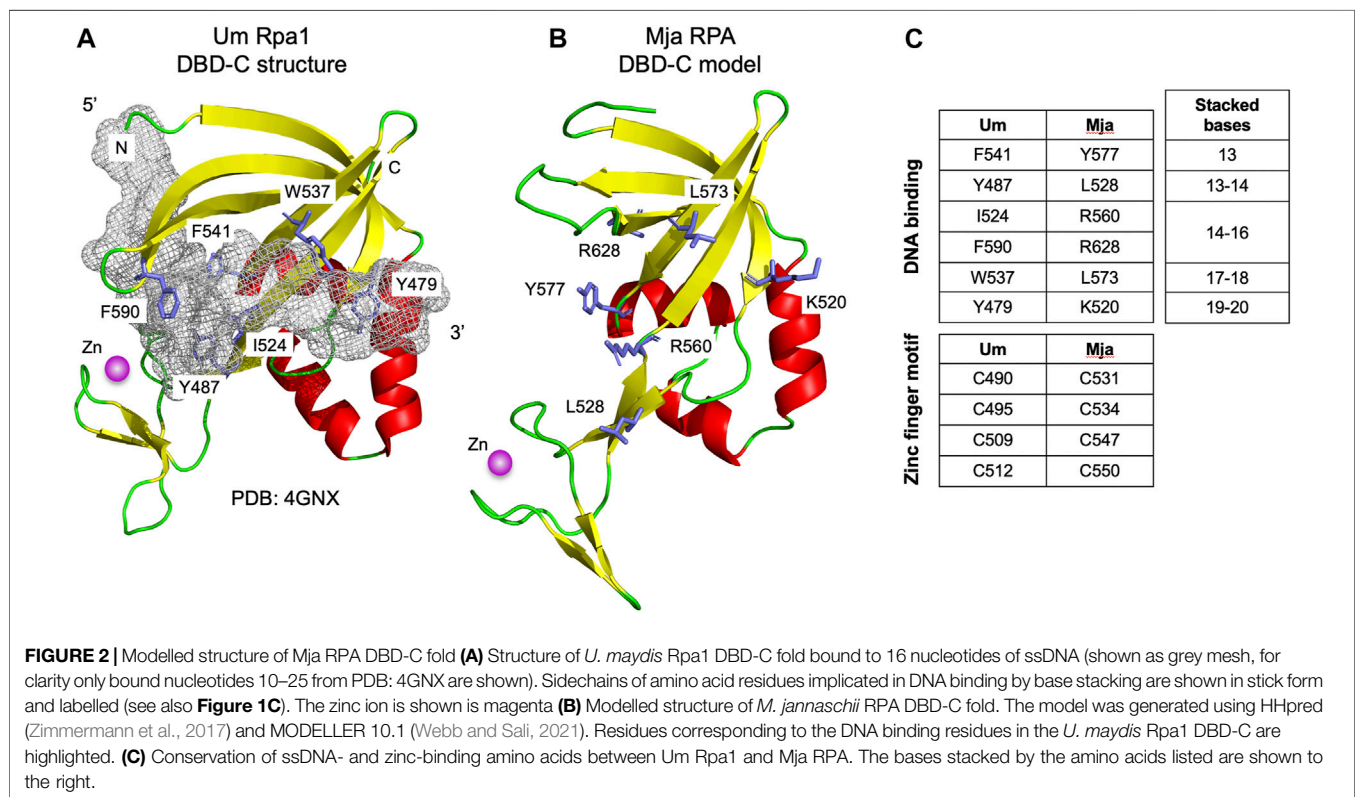 A
Um Rpa1
DBD-C structure
5’
N
C
W537
F541
Y479
F590
I524
3’
Zn
Y487
PDB: 4GNX
B
Mja RPA
DBD-C model
L573
R628
Y577
K520
R560
L528
Zn
C
DNA binding
Um Mja Stacked bases
F541 Y577 13
Y487 L528 13-14
I524 R560 14-16
F590 R628
W537 L573 17-18
Y479 K520 19-20
Zinc finger motif
Um Mja
C490 C531
C495 C534
C509 C547
C512 C550
FIGURE 2 | Modelled structure of Mja RPA DBD-C fold (A) Structure of U. maydis Rpa1 DBD-C fold bound to 16 nucleotides of ssDNA (shown as grey mesh, for
clarity only bound nucleotides 10–25 from PDB: 4GNX are shown). Sidechains of amino acid residues implicated in DNA binding by base stacking are shown in stick form
and labelled (see also Figure 1C). The zinc ion is shown is magenta (B) Modelled structure of M. jannaschii RPA DBD-C fold. The model was generated using HHpred
(Zimmermann et al., 2017) and MODELLER 10.1 (Webb and Sali, 2021). Residues corresponding to the DNA binding residues in the U. maydis Rpa1 DBD-C are
highlighted. (C) Conservation of ssDNA- and zinc-binding amino acids between Um Rpa1 and Mja RPA. The bases stacked by the amino acids listed are shown to
the right.